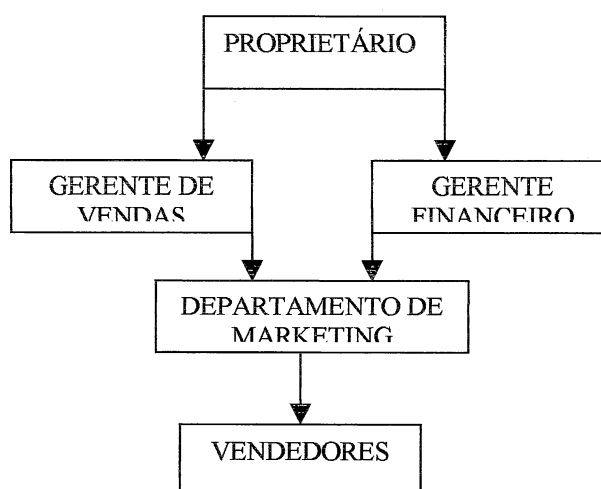 PROPRIETÁRIO
GERENTE DE
VENDAS
GERENTE
FINANCEIRO
DEPARTAMENTO DE
MARKETING
VENDEDORES